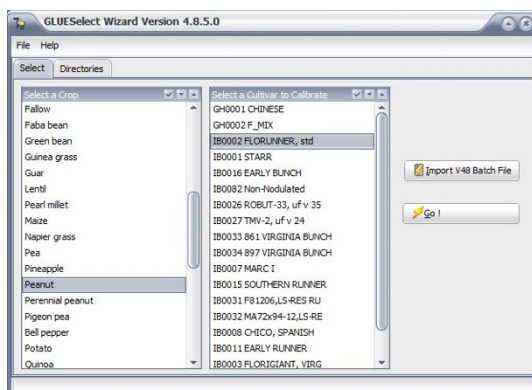 GLUESelect Wizard Version 4.8.5.0
File Help
Select Directories
Select a Crop
Fallow
Faba bean
Green bean
Guinea grass
Guar
Lentil
Pearl millet
Maize
Napier grass
Pea
Pineapple
Peanut
Perennial peanut
Pigeon pea
Bell pepper
Potato
Quinoa
Select a Cultivar to Calibrate
GH0001 CHINESE
GH0002 F_MIX
IB0002 FLORUNNER, std
IB0001 STARR
IB0016 EARLY BUNCH
IB0082 Non-Nodulated
IB0026 ROBUT-33, uf v 35
IB0027 TMV-2, uf v 24
IB0033 861 VIRGINIA BUNCH
IB0034 897 VIRGINIA BUNCH
IB0007 MARC I
IB0015 SOUTHERN RUNNER
IB0031 F81206,LS-RES RU
IB0032 MA72x94-12,LS-RE
IB0008 CHICO, SPANISH
IB0011 EARLY RUNNER
IB0003 FLORIGIANT, VIRG
Import V48 Batch File
Go !